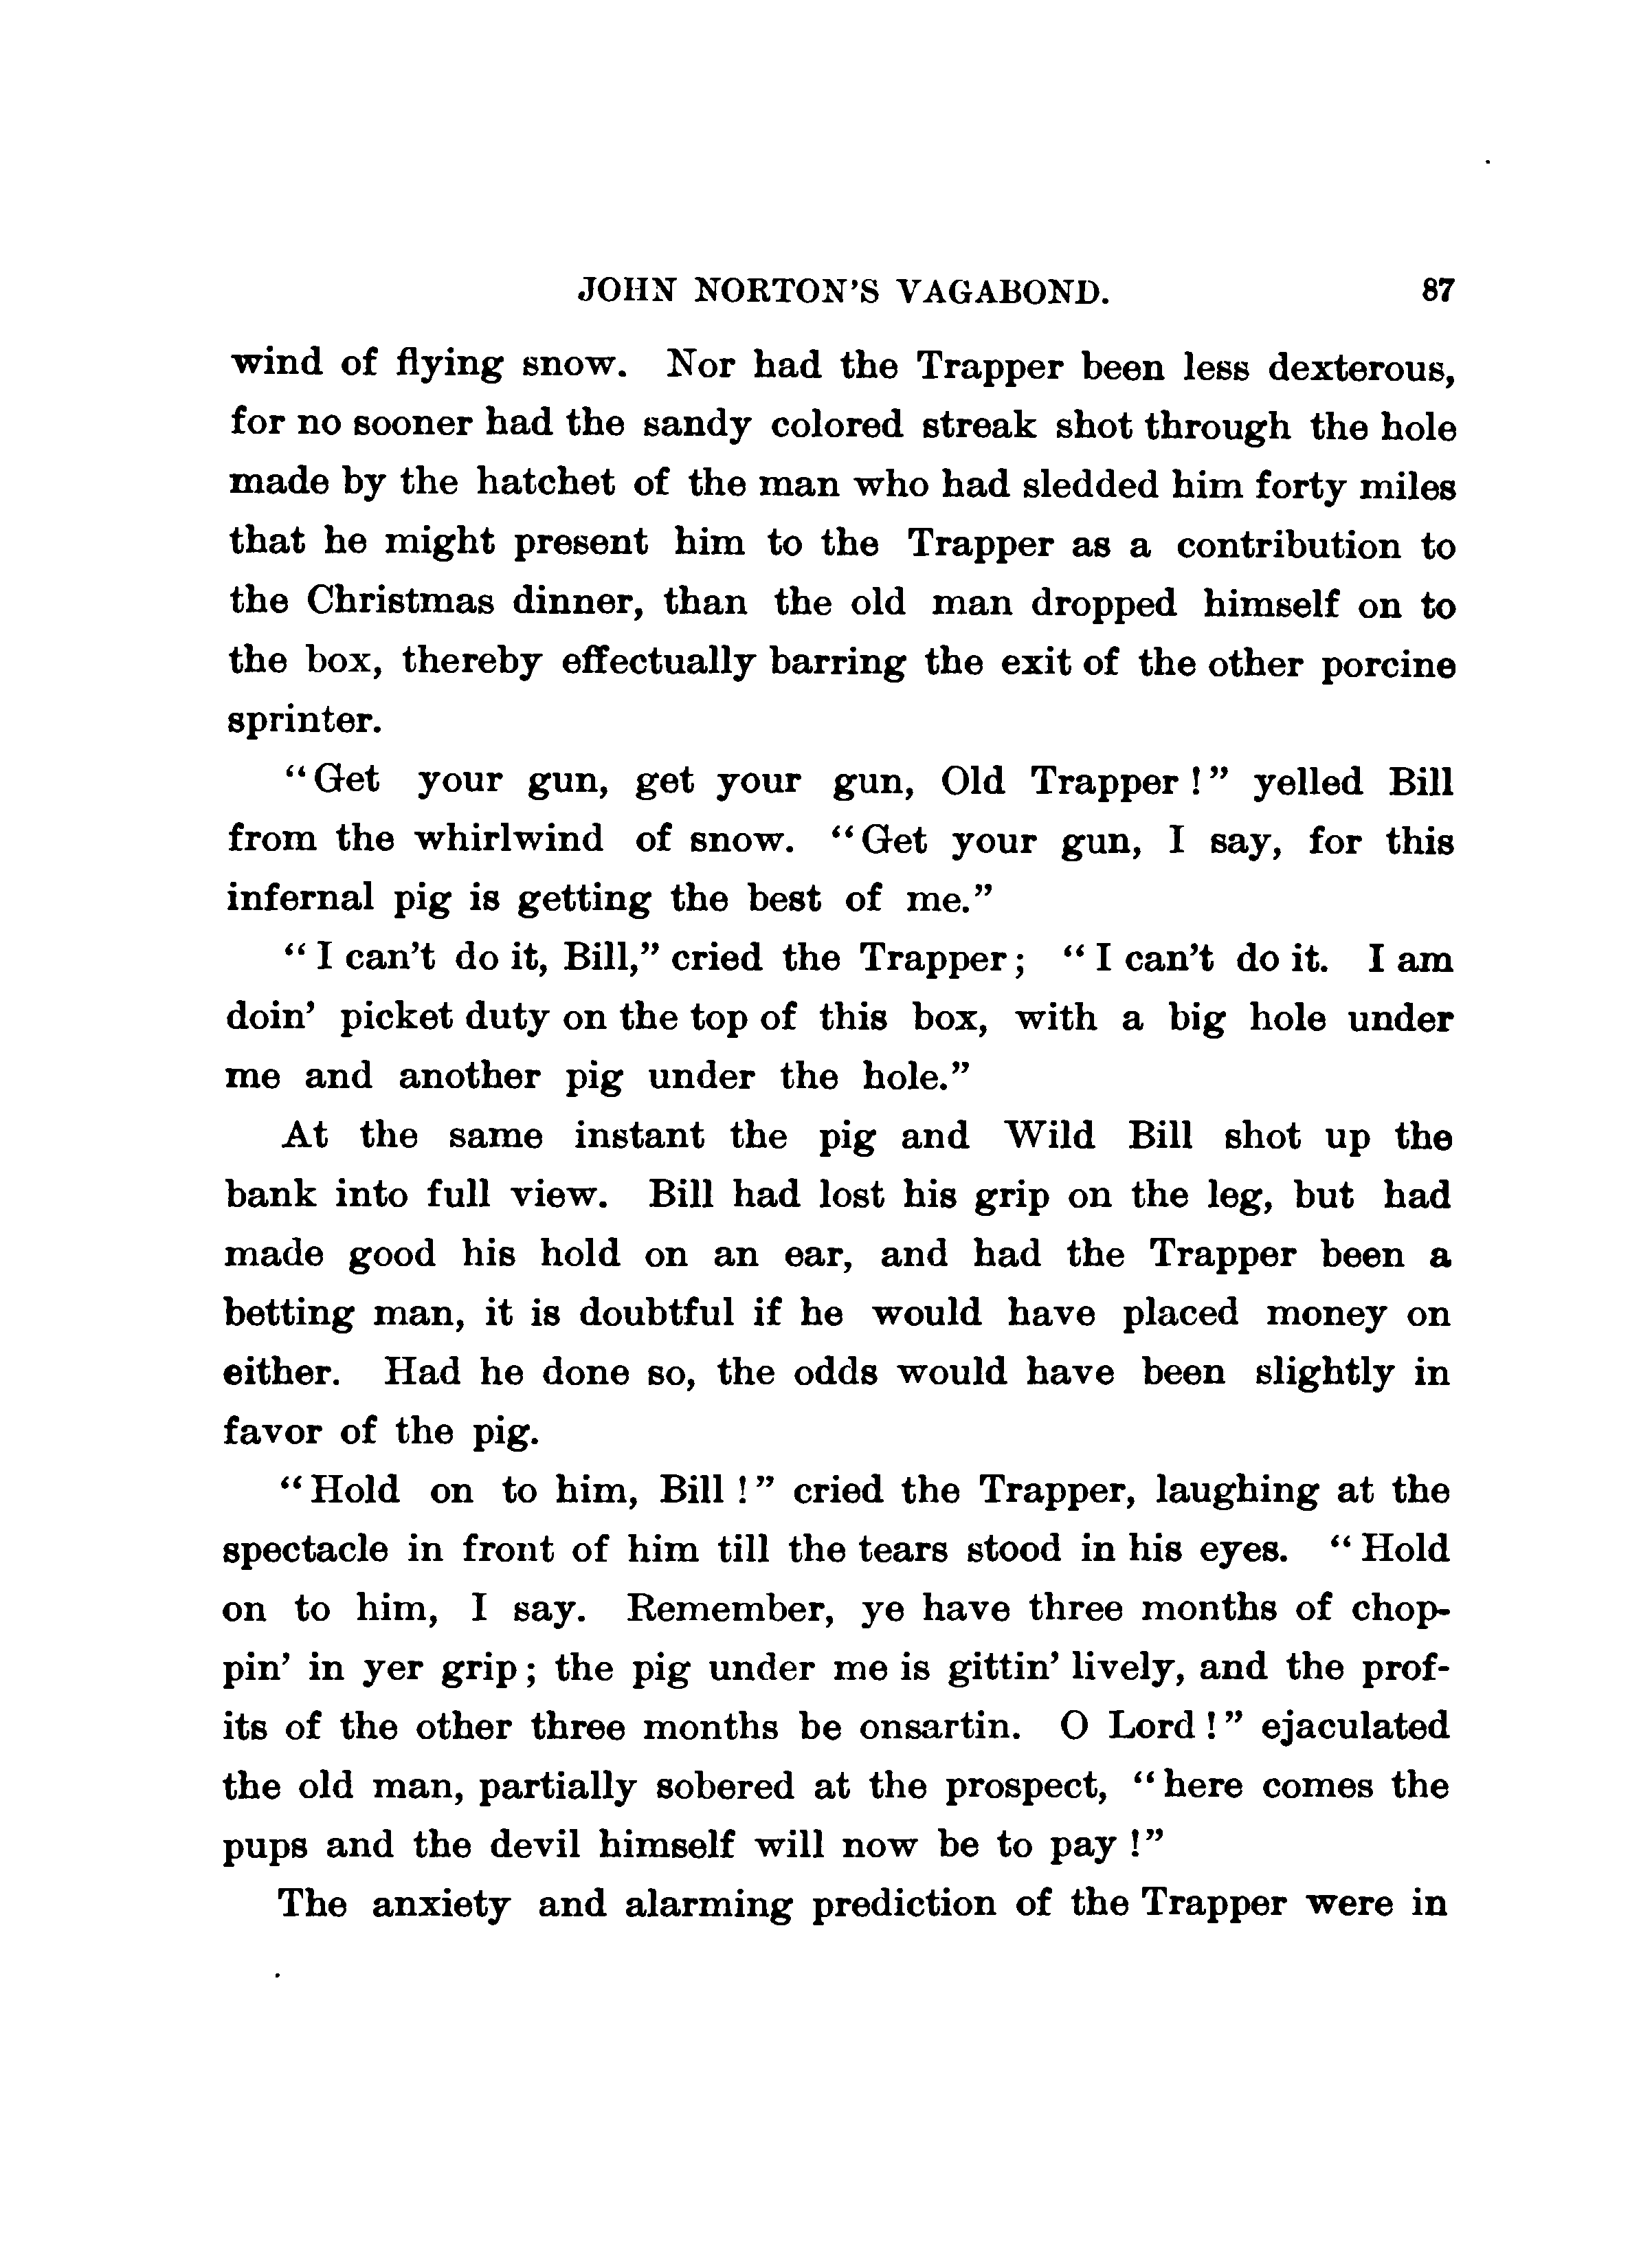 JOHN NORTON'S VAGABOND. 87
wind of flying snow. Nor had the Trapper been less dexterous,
for no sooner had the sandy colored streak shot through the hole
made by the hatchet of the man who had sledded him forty miles
that he might present him to the Trapper as a contribution to
the Christmas dinner, than the old man dropped himself on to
the box, thereby effectually barring the exit of the other porcine
sprinter.
“Get your gun, get your gun, Old Trapper!” yelled Bill
from the whirlwind of snow. “Get your gun, I say, for this
infernal pig is getting the best of me.”
“I can't do it, Bill,” cried the Trapper; “I can't do it. I am
doin' picket duty on the top of this box, with a big hole under
me and another pig under the hole.”
At the same instant the pig and Wild Bill shot up the
bank into full view. Bill had lost his grip on the leg, but had
made good his hold on an ear, and had the Trapper been a
betting man, it is doubtful if he would have placed money on
either. Had he done so, the odds would have been slightly in
favor of the pig.
“Hold on to him, Bill!” cried the Trapper, laughing at the
spectacle in front of him till the tears stood in his eyes. “Hold
on to him, I say. Remember, ye have three months of chop-
pin' in yer grip; the pig under me is gittin' lively, and the prof-
its of the other three months be onsartin. O Lord!” ejaculated
the old man, partially sobered at the prospect, “here comes the
pups and the devil himself will now be to pay!”
The anxiety and alarming prediction of the Trapper were in